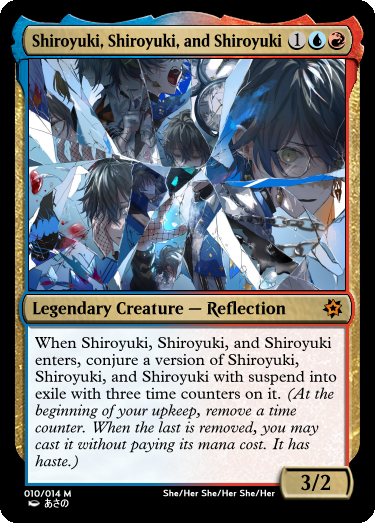 Shiroyuki, Shiroyuki, and Shiroyuki 1
Legendary Creature — Reflection
When Shiroyuki, Shiroyuki, and Shiroyuki
enters, conjure a version of Shiroyuki,
Shiroyuki, and Shiroyuki with suspend into
exile with three time counters on it. (At the
beginning of your upkeep, remove a time
counter. When the last is removed, you may
cast it without paying its mana cost. It has
haste.)
3/2
010/014 M She/Her She/Her She/Her
あさの